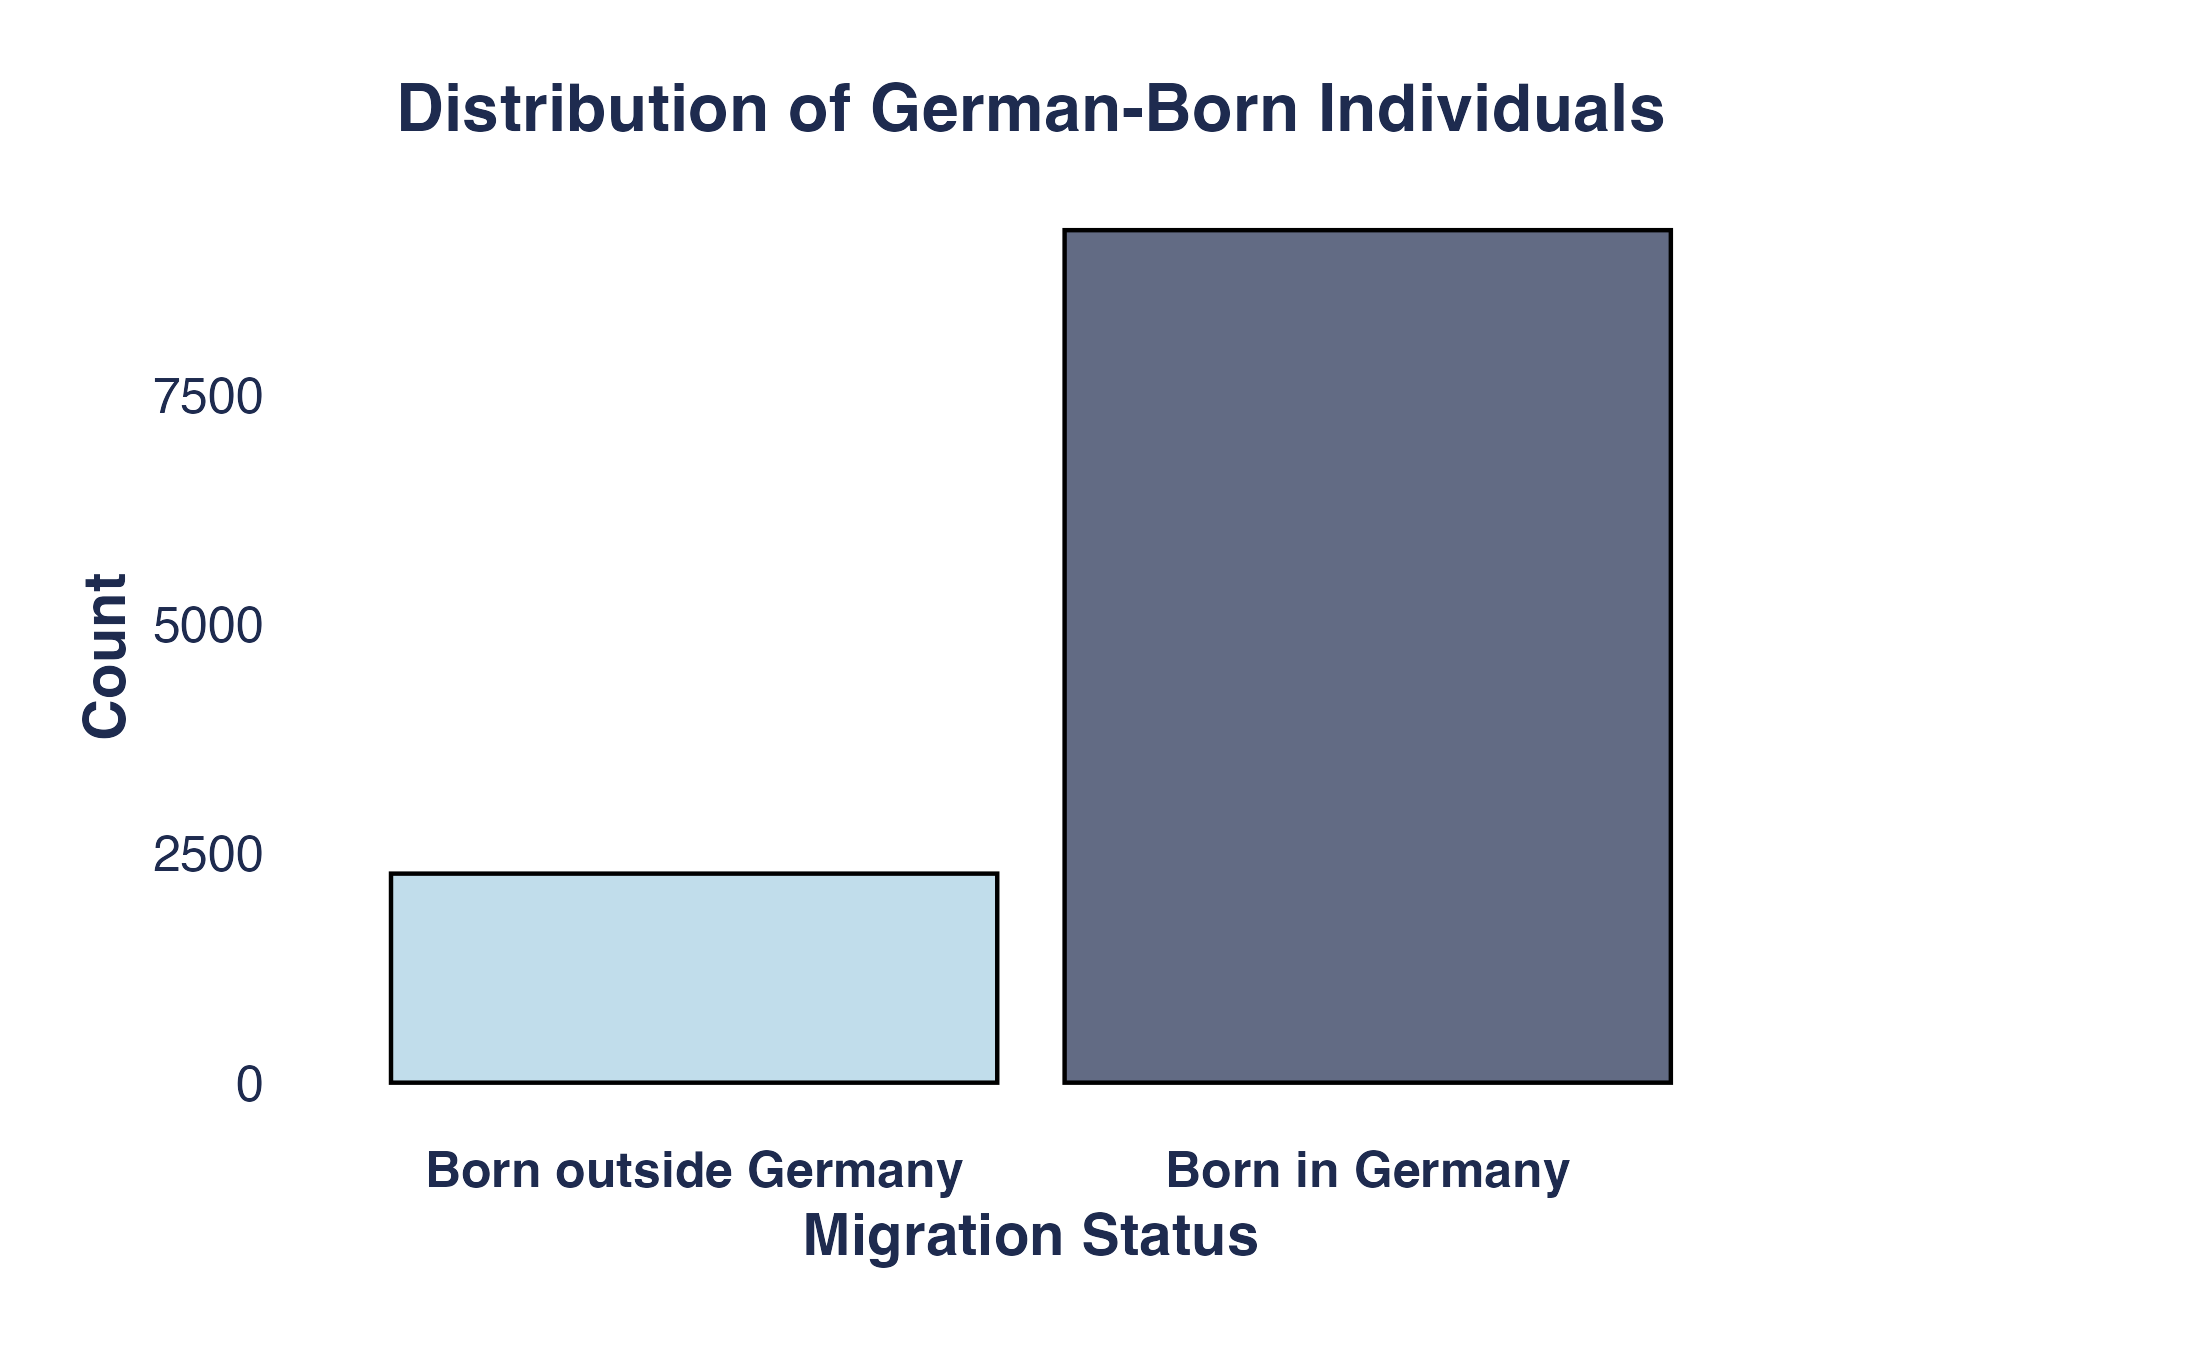 Distribution of German-Born Individuals
Count
7500
5000
2500
0
Born outside Germany
Born in Germany
Migration Status